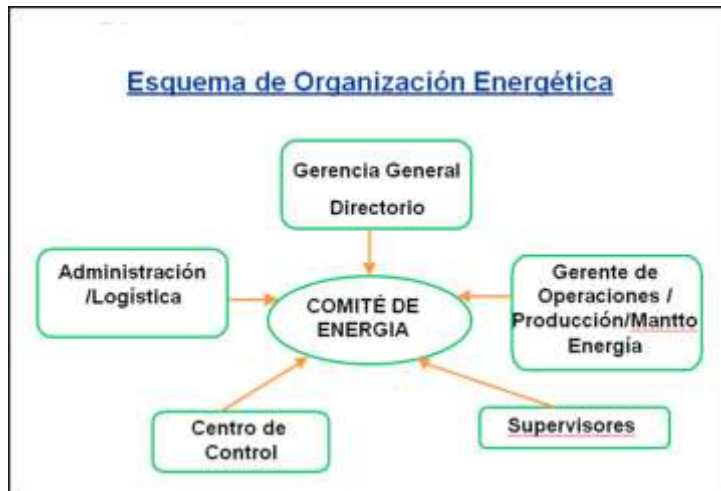 Esquema de Organización Energética
Gerencia General
Directorio
Administración
/Logística
COMITÉ DE
ENERGIA
Gerente de
Operaciones /
Producción/Mantto
Energía
Centro de
Control
Supervisores